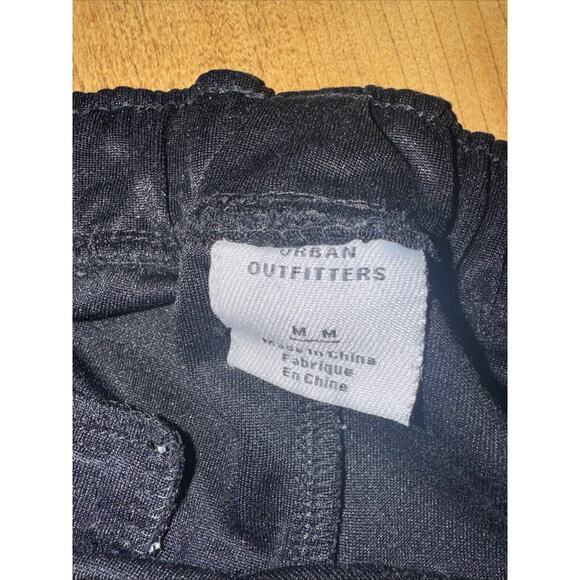 URBAN
OUTFITTERS
M M
Made in China
Fabrique
En Chine